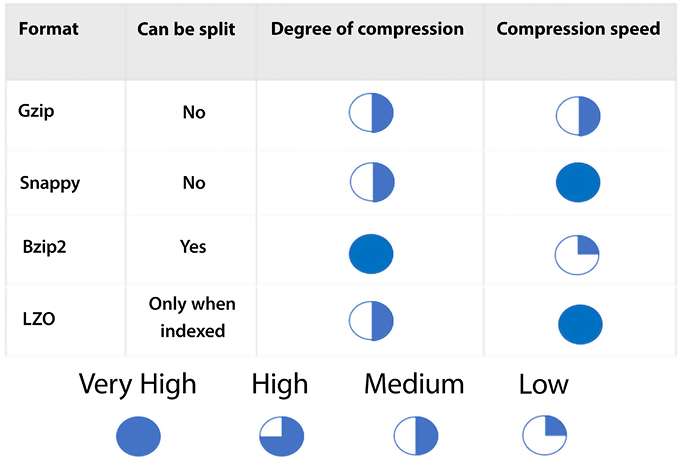 Format Can be split Degree of compression Compression speed
Gzip No
Snappy No
Bzip2 Yes
LZO Only when
indexed
Very High High Medium Low